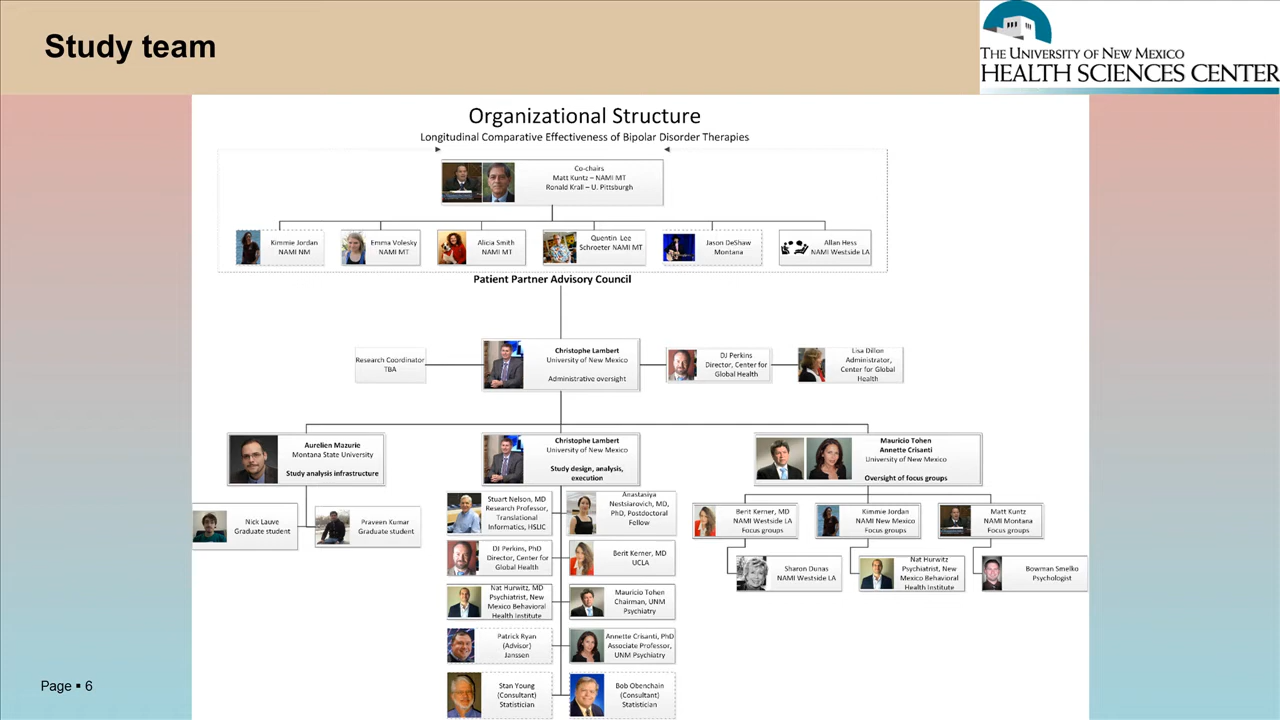 Study team
THE UNIVERSITY OF NEW MEXICO
HEALTH SCIENCES CENTER
Organizational Structure
Longitudinal Comparative Effectiveness of Bipolar Disorder Therapies
Co-chairs
Matt Kuntz – NAMI MT
Ronald Krall – U. Pittsburgh
Kimmie Jordan
NAMI NM
Emma Volesky
NAMI MT
Alicia Smith
NAMI MT
Quentin Lee
Schroeter NAMI MT
Jason DeShaw
Montana
Allan Hess
NAMI Westside LA
Patient Partner Advisory Council
Research Coordinator
TBA
Christophe Lambert
University of New Mexico
Administrative oversight
DJ Perkins
Director, Center for
Global Health
Lisa Dillon
Administrator,
Center for Global
Health
Aurelien Mazurie
Montana State University
Study analysis infrastructure
Christophe Lambert
University of New Mexico
Study design, analysis,
execution
Mauricio Tohen
Annette Crisanti
University of New Mexico
Oversight of focus groups
Nick Lauve
Graduate student
Praveen Kumar
Graduate student
Stuart Nelson, MD
Research Professor,
Translational
Informatics, HSLIC
Anastasiya
Nestsiarovich, MD,
PhD, Postdoctoral
Fellow
DJ Perkins, PhD
Director, Center for
Global Health
Berit Kerner, MD
UCLA
Nat Hurwitz, MD
Psychiatrist, New
Mexico Behavioral
Health Institute
Mauricio Tohen
Chairman, UNM
Psychiatry
Patrick Ryan
(Advisor)
Janssen
Annette Crisanti, PhD
Associate Professor,
UNM Psychiatry
Stan Young
(Consultant)
Statistician
Bob Obenchain
(Consultant)
Statistician
Berit Kerner, MD
NAMI Westside LA
Focus groups
Kimmie Jordan
NAMI New Mexico
Focus groups
Matt Kuntz
NAMI Montana
Focus groups
Sharon Dunas
NAMI Westside LA
Nat Hurwitz
Psychiatrist, New
Mexico Behavioral
Health Institute
Bowman Smelko
Psychologist
Page ▪ 6